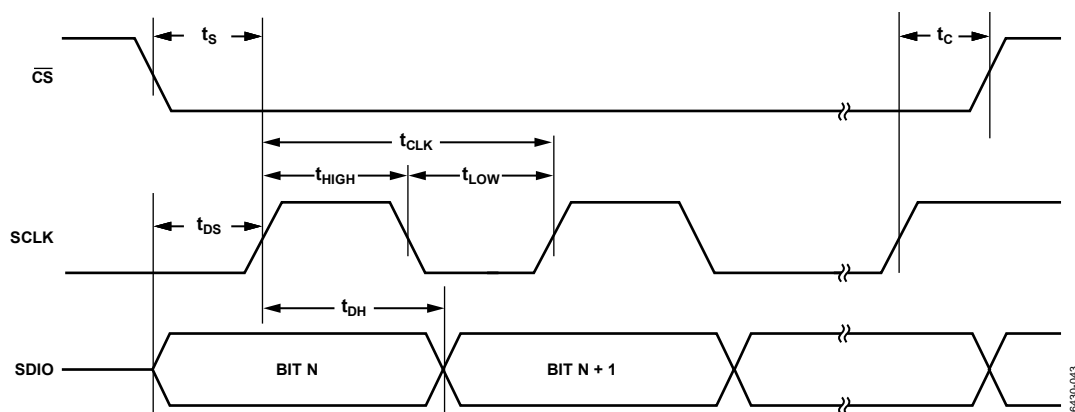 tS
tC
CS
tCLK
tHIGH
tLOW
tDS
SCLK
tDH
SDIO
BIT N
BIT N + 1